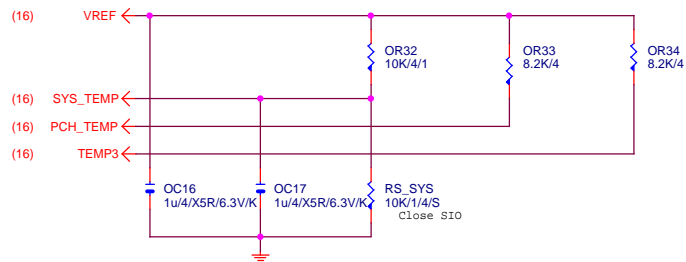 (16) VREF
OR32
10K/4/1
OR33
8.2K/4
OR34
8.2K/4
(16) SYS_TEMP
(16) PCH_TEMP
(16) TEMP3
OC16
1u/4/X5R/6.3V/K
OC17
1u/4/X5R/6.3V/K
RS_SYS
10K/1/4/S
Close SIO